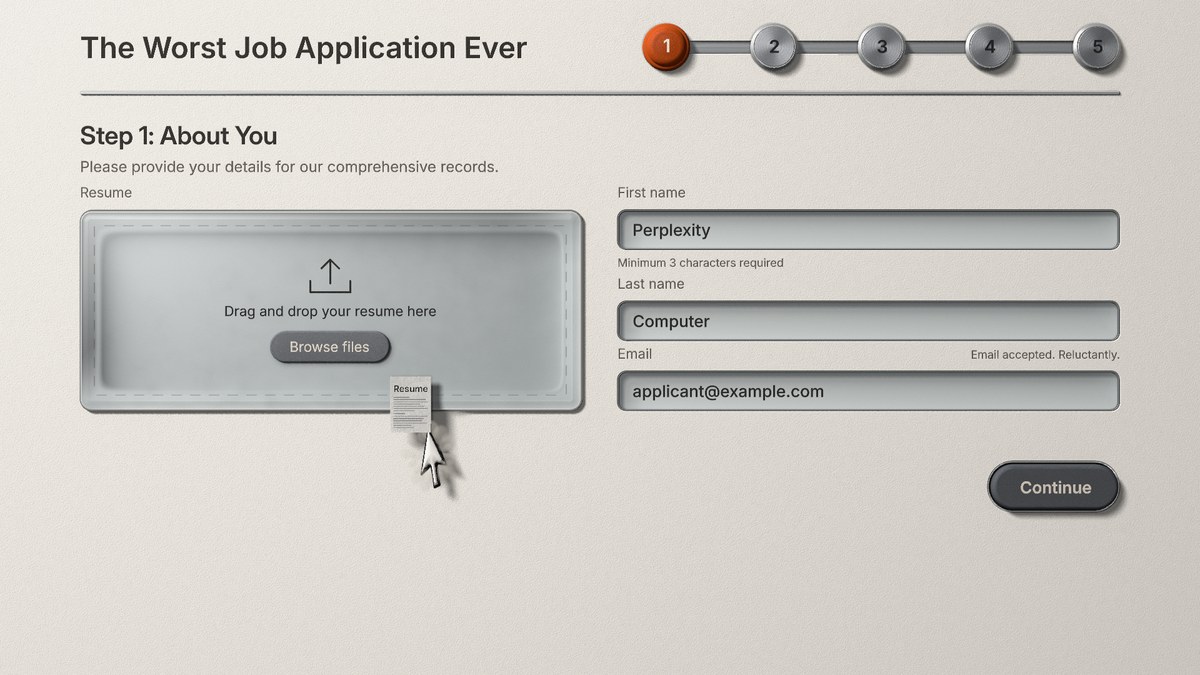 The Worst Job Application Ever
1
2
3
4
5
Step 1: About You
Please provide your details for our comprehensive records.
Resume
Drag and drop your resume here
Browse files
Resume
First name
Perplexity
Minimum 3 characters required
Last name
Computer
Email
Email accepted. Reluctantly.
applicant@example.com
Continue